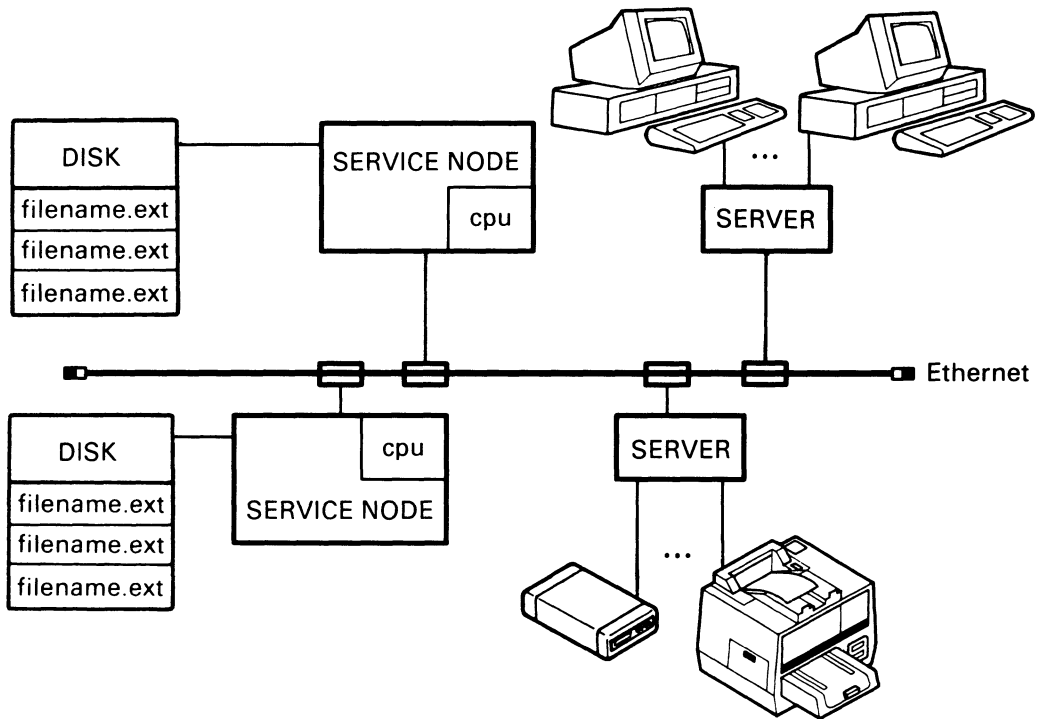 DISK
filename.ext
filename.ext
filename.ext
SERVICE NODE
cpu
...
SERVER
Ethernet
DISK
filename.ext
filename.ext
filename.ext
cpu
SERVICE NODE
SERVER
...